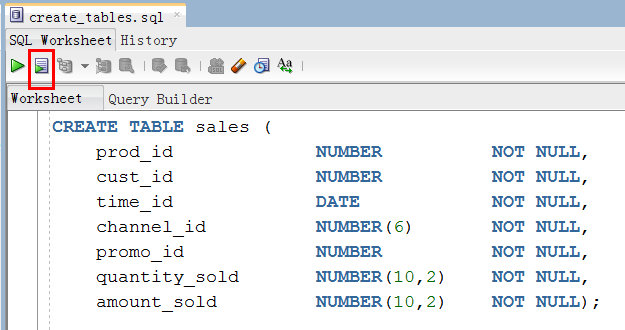 create_tables.sql
SQL Worksheet History
Aa
Worksheet Query Builder
CREATE TABLE sales (
prod_id NUMBER NOT NULL,
cust_id NUMBER NOT NULL,
time_id DATE NOT NULL,
channel_id NUMBER(6) NOT NULL,
promo_id NUMBER NOT NULL,
quantity_sold NUMBER(10,2) NOT NULL,
amount_sold NUMBER(10,2) NOT NULL);